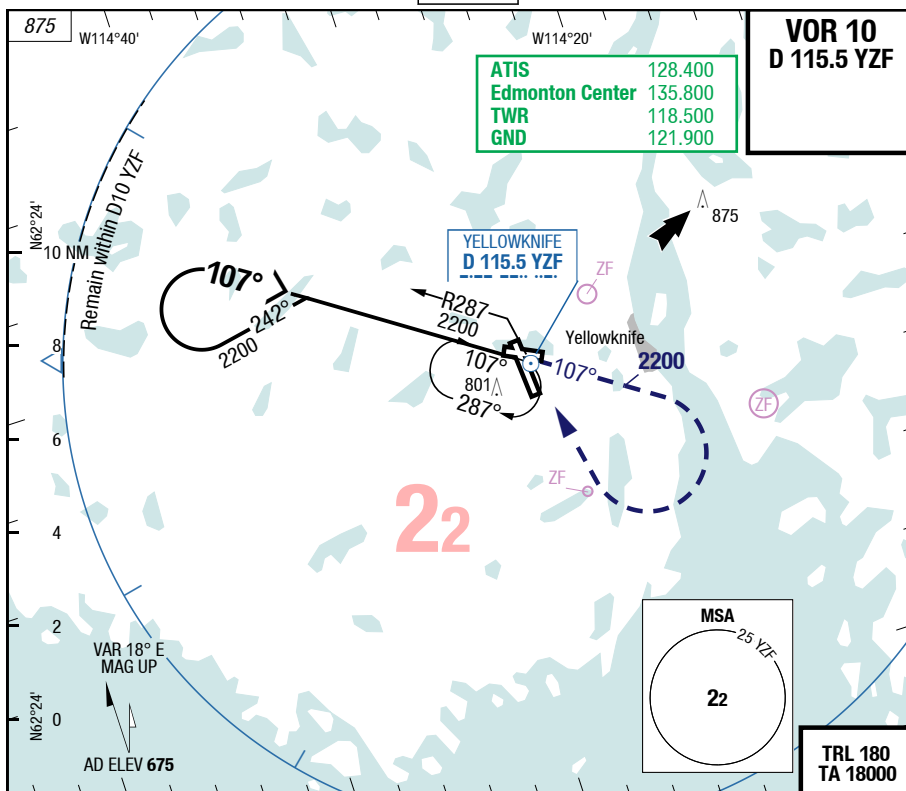 875
W114°40'
W114°20'
VOR 10
D 115.5 YZF
ATIS 128.400
Edmonton Center 135.800
TWR 118.500
GND 121.900
N62°24'
10 NM
Remain within D10 YZF
875
YELLOWKNIFE
D 115.5 YZF
ZF
107°
242°
2200
R287
2200
Yellowknife
8
107°
107°
2200
801
287°
ZF
6
ZF
22
4
2
MSA
25 YZF
22
VAR 18° E
MAG UP
N62°24'
0
AD ELEV 675
TRL 180
TA 18000